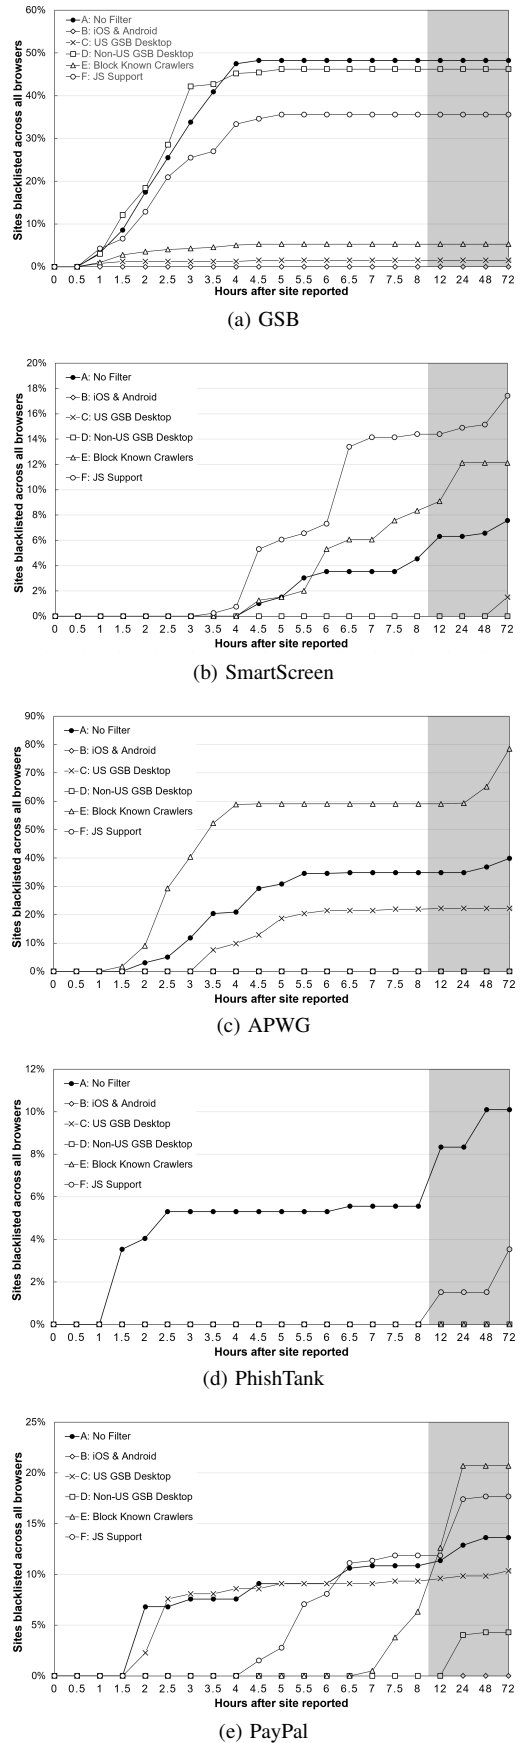 Sites blacklisted across all browsers
60%
50%
40%
30%
20%
10%
0%
A: No Filter
B: iOS & Android
C: US GSB Desktop
D: Non-US GSB Desktop
E: Block Known Crawlers
F: JS Support
0 0.5 1 1.5 2 2.5 3 3.5 4 4.5 5 5.5 6 6.5 7 7.5 8 12 24 48 72
Hours after site reported
(a) GSB
Sites blacklisted across all browsers
20%
18%
16%
14%
12%
10%
8%
6%
4%
2%
0%
A: No Filter
B: iOS & Android
C: US GSB Desktop
D: Non-US GSB Desktop
E: Block Known Crawlers
F: JS Support
0 0.5 1 1.5 2 2.5 3 3.5 4 4.5 5 5.5 6 6.5 7 7.5 8 12 24 48 72
Hours after site reported
(b) SmartScreen
Sites blacklisted across all browsers
90%
80%
70%
60%
50%
40%
30%
20%
10%
0%
A: No Filter
B: iOS & Android
C: US GSB Desktop
D: Non-US GSB Desktop
E: Block Known Crawlers
F: JS Support
0 0.5 1 1.5 2 2.5 3 3.5 4 4.5 5 5.5 6 6.5 7 7.5 8 12 24 48 72
Hours after site reported
(c) APWG
Sites blacklisted across all browsers
12%
10%
8%
6%
4%
2%
0%
A: No Filter
B: iOS & Android
C: US GSB Desktop
D: Non-US GSB Desktop
E: Block Known Crawlers
F: JS Support
0 0.5 1 1.5 2 2.5 3 3.5 4 4.5 5 5.5 6 6.5 7 7.5 8 12 24 48 72
Hours after site reported
(d) PhishTank
Sites blacklisted across all browsers
25%
20%
15%
10%
5%
0%
A: No Filter
B: iOS & Android
C: US GSB Desktop
D: Non-US GSB Desktop
E: Block Known Crawlers
F: JS Support
0 0.5 1 1.5 2 2.5 3 3.5 4 4.5 5 5.5 6 6.5 7 7.5 8 12 24 48 72
Hours after site reported
(e) PayPal